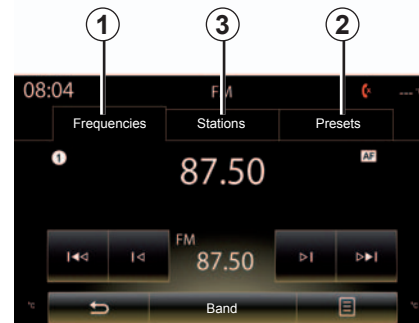 1 3 2
08:04 FM ---°
Frequencies Stations Presets
1 AF
87.50
FM
87.50
°C Band °C